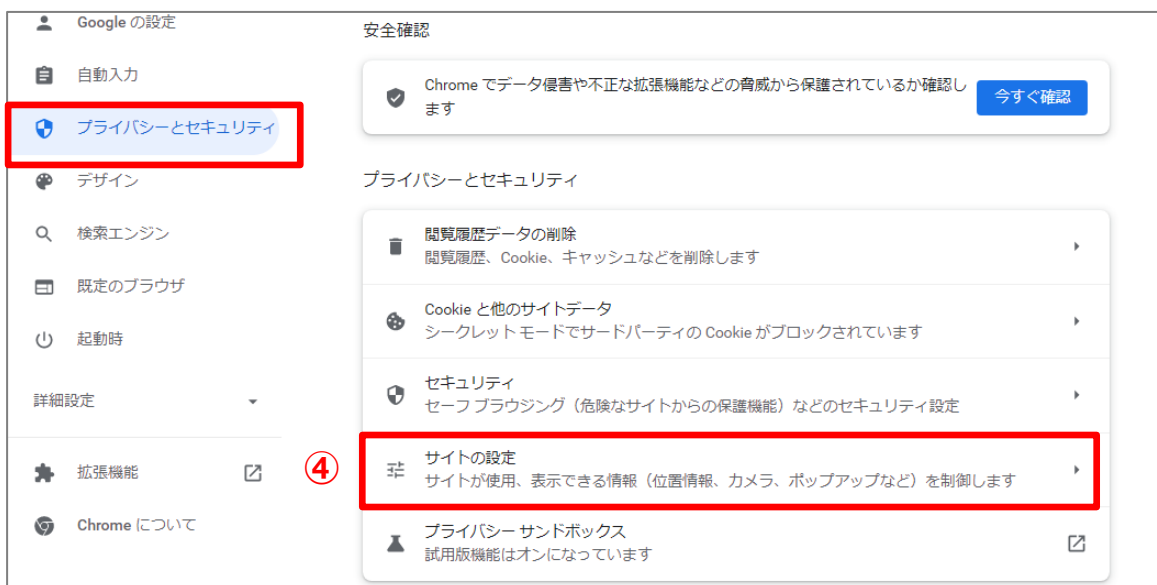 Google の設定
自動入力
プライバシーとセキュリティ
デザイン
検索エンジン
既定のブラウザ
起動時
詳細設定
拡張機能
Chrome について
安全確認
Chrome でデータ侵害や不正な拡張機能などの脅威から保護されているか確認し
ます
今すぐ確認
プライバシーとセキュリティ
閲覧履歴データの削除
閲覧履歴、Cookie、キャッシュなどを削除します
Cookie と他のサイトデータ
シークレット モードでサードパーティの Cookie がブロックされています
セキュリティ
セーフ ブラウジング（危険なサイトからの保護機能）などのセキュリティ設定
④
サイトの設定
サイトが使用、表示できる情報（位置情報、カメラ、ポップアップなど）を制御します
プライバシー サンドボックス
試用版機能はオンになっています